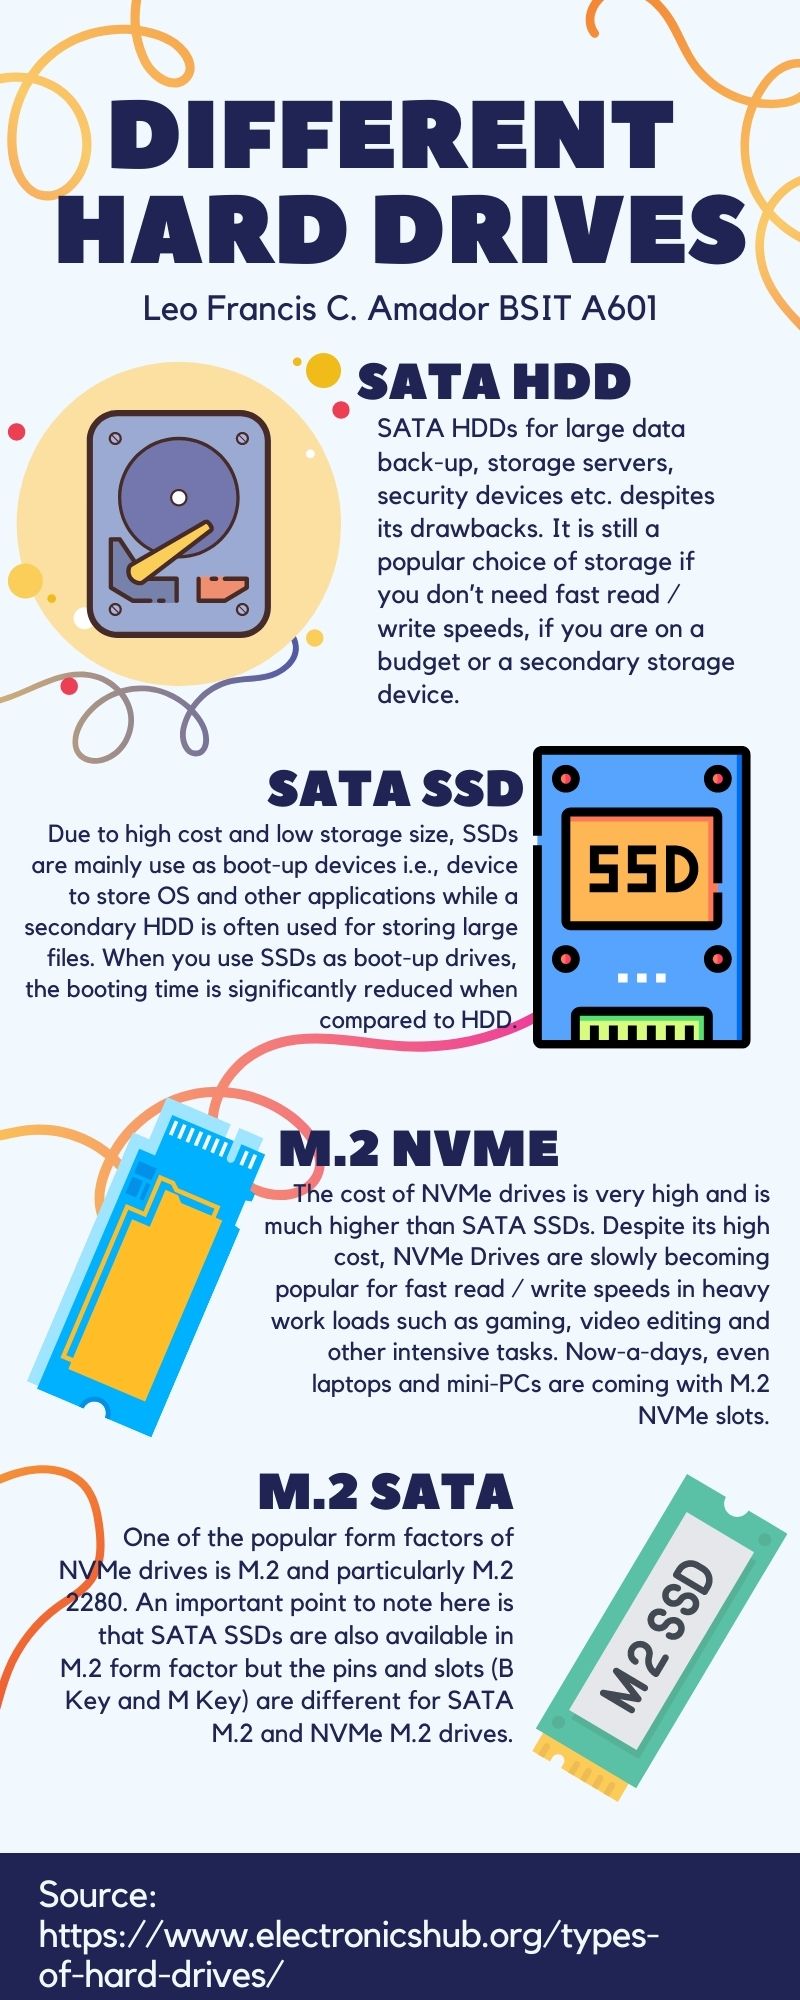 DIFFERENT
HARD DRIVES
Leo Francis C. Amador BSIT A601
SATA HDD
SATA HDDs for large data
back-up, storage servers,
security devices etc. despites
its drawbacks. It is still a
popular choice of storage if
you don't need fast read /
write speeds, if you are on a
budget or a secondary storage
device.
SATA SSD
Due to high cost and low storage size, SSDs
are mainly use as boot-up devices i.e., device
to store OS and other applications while a
secondary HDD is often used for storing large
files. When you use SSDs as boot-up drives,
the booting time is significantly reduced when
compared to HDD.
SSD
M.2 NVME
The cost of NVMe drives is very high and is
much higher than SATA SSDs. Despite its high
cost, NVMe Drives are slowly becoming
popular for fast read / write speeds in heavy
work loads such as gaming, video editing and
other intensive tasks. Now-a-days, even
laptops and mini-PCs are coming with M.2
NVMe slots.
M.2 SATA
One of the popular form factors of
NVMe drives is M.2 and particularly M.2
2280. An important point to note here is
that SATA SSDs are also available in
M.2 form factor but the pins and slots (B
Key and M Key) are different for SATA
M.2 and NVMe M.2 drives.
M2 SSD
Source:
https://www.electronicshub.org/types-
of-hard-drives/